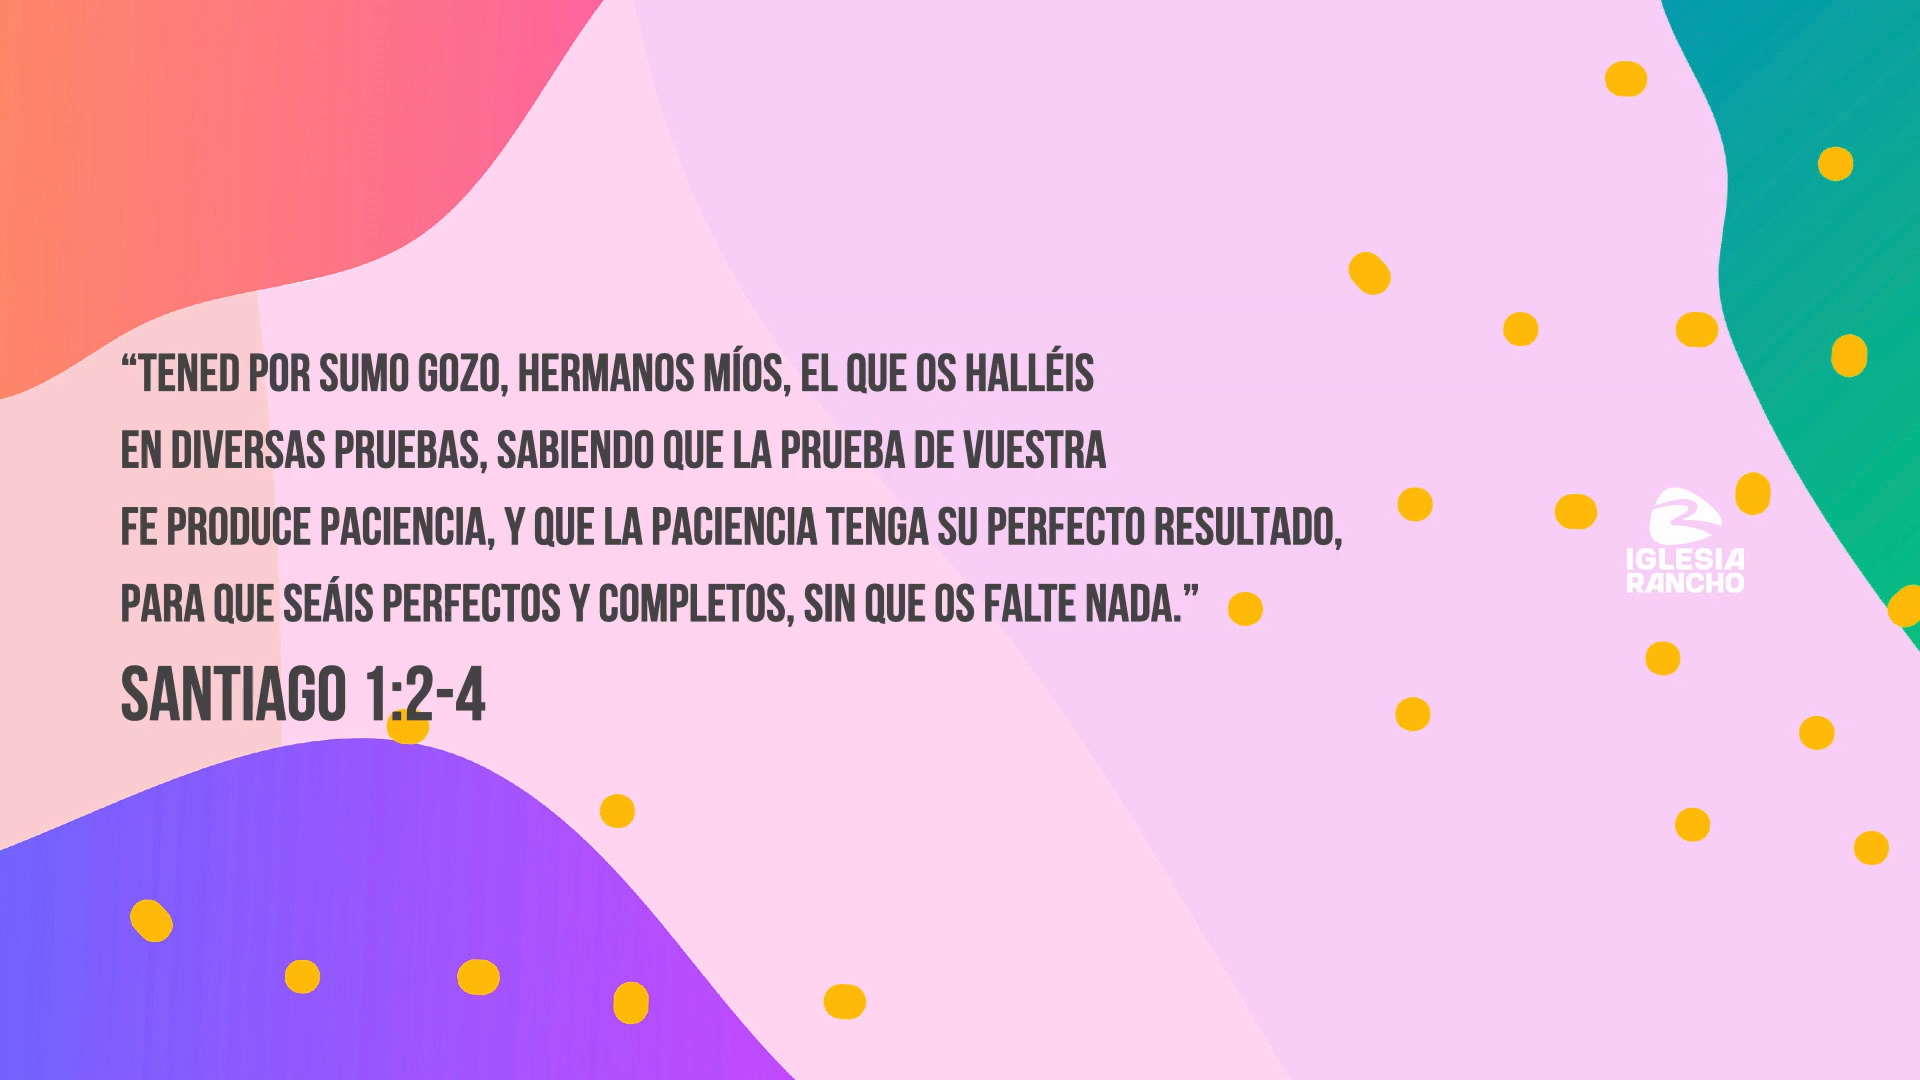 “TENED POR SUMO GOZO, HERMANOS MÍOS, EL QUE OS HALLÉIS
EN DIVERSAS PRUEBAS, SABIENDO QUE LA PRUEBA DE VUESTRA
FE PRODUCE PACIENCIA, Y QUE LA PACIENCIA TENGA SU PERFECTO RESULTADO,
PARA QUE SEÁIS PERFECTOS Y COMPLETOS, SIN QUE OS FALTE NADA.”
SANTIAGO 1:2-4
IGLESIA
RANCHO